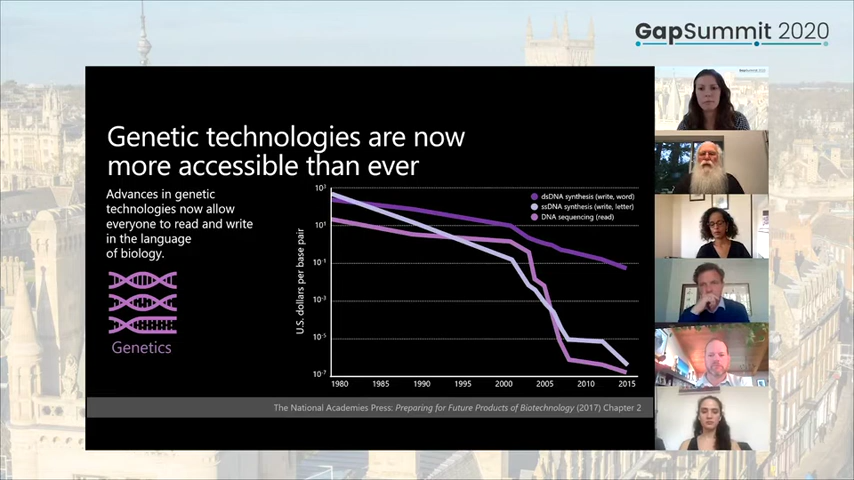 GapSummit 2020
Genetic technologies are now
more accessible than ever
Advances in genetic
technologies now allow
everyone to read and write
in the language
of biology.
Genetics
U.S. dollars per base pair
10³
10¹
10⁻¹
10⁻³
10⁻⁵
10⁻⁷
dsDNA synthesis (write, word)
ssDNA synthesis (write, letter)
DNA sequencing (read)
1980 1985 1990 1995 2000 2005 2010 2015
The National Academies Press: Preparing for Future Products of Biotechnology (2017) Chapter 2
GapSummit 2020